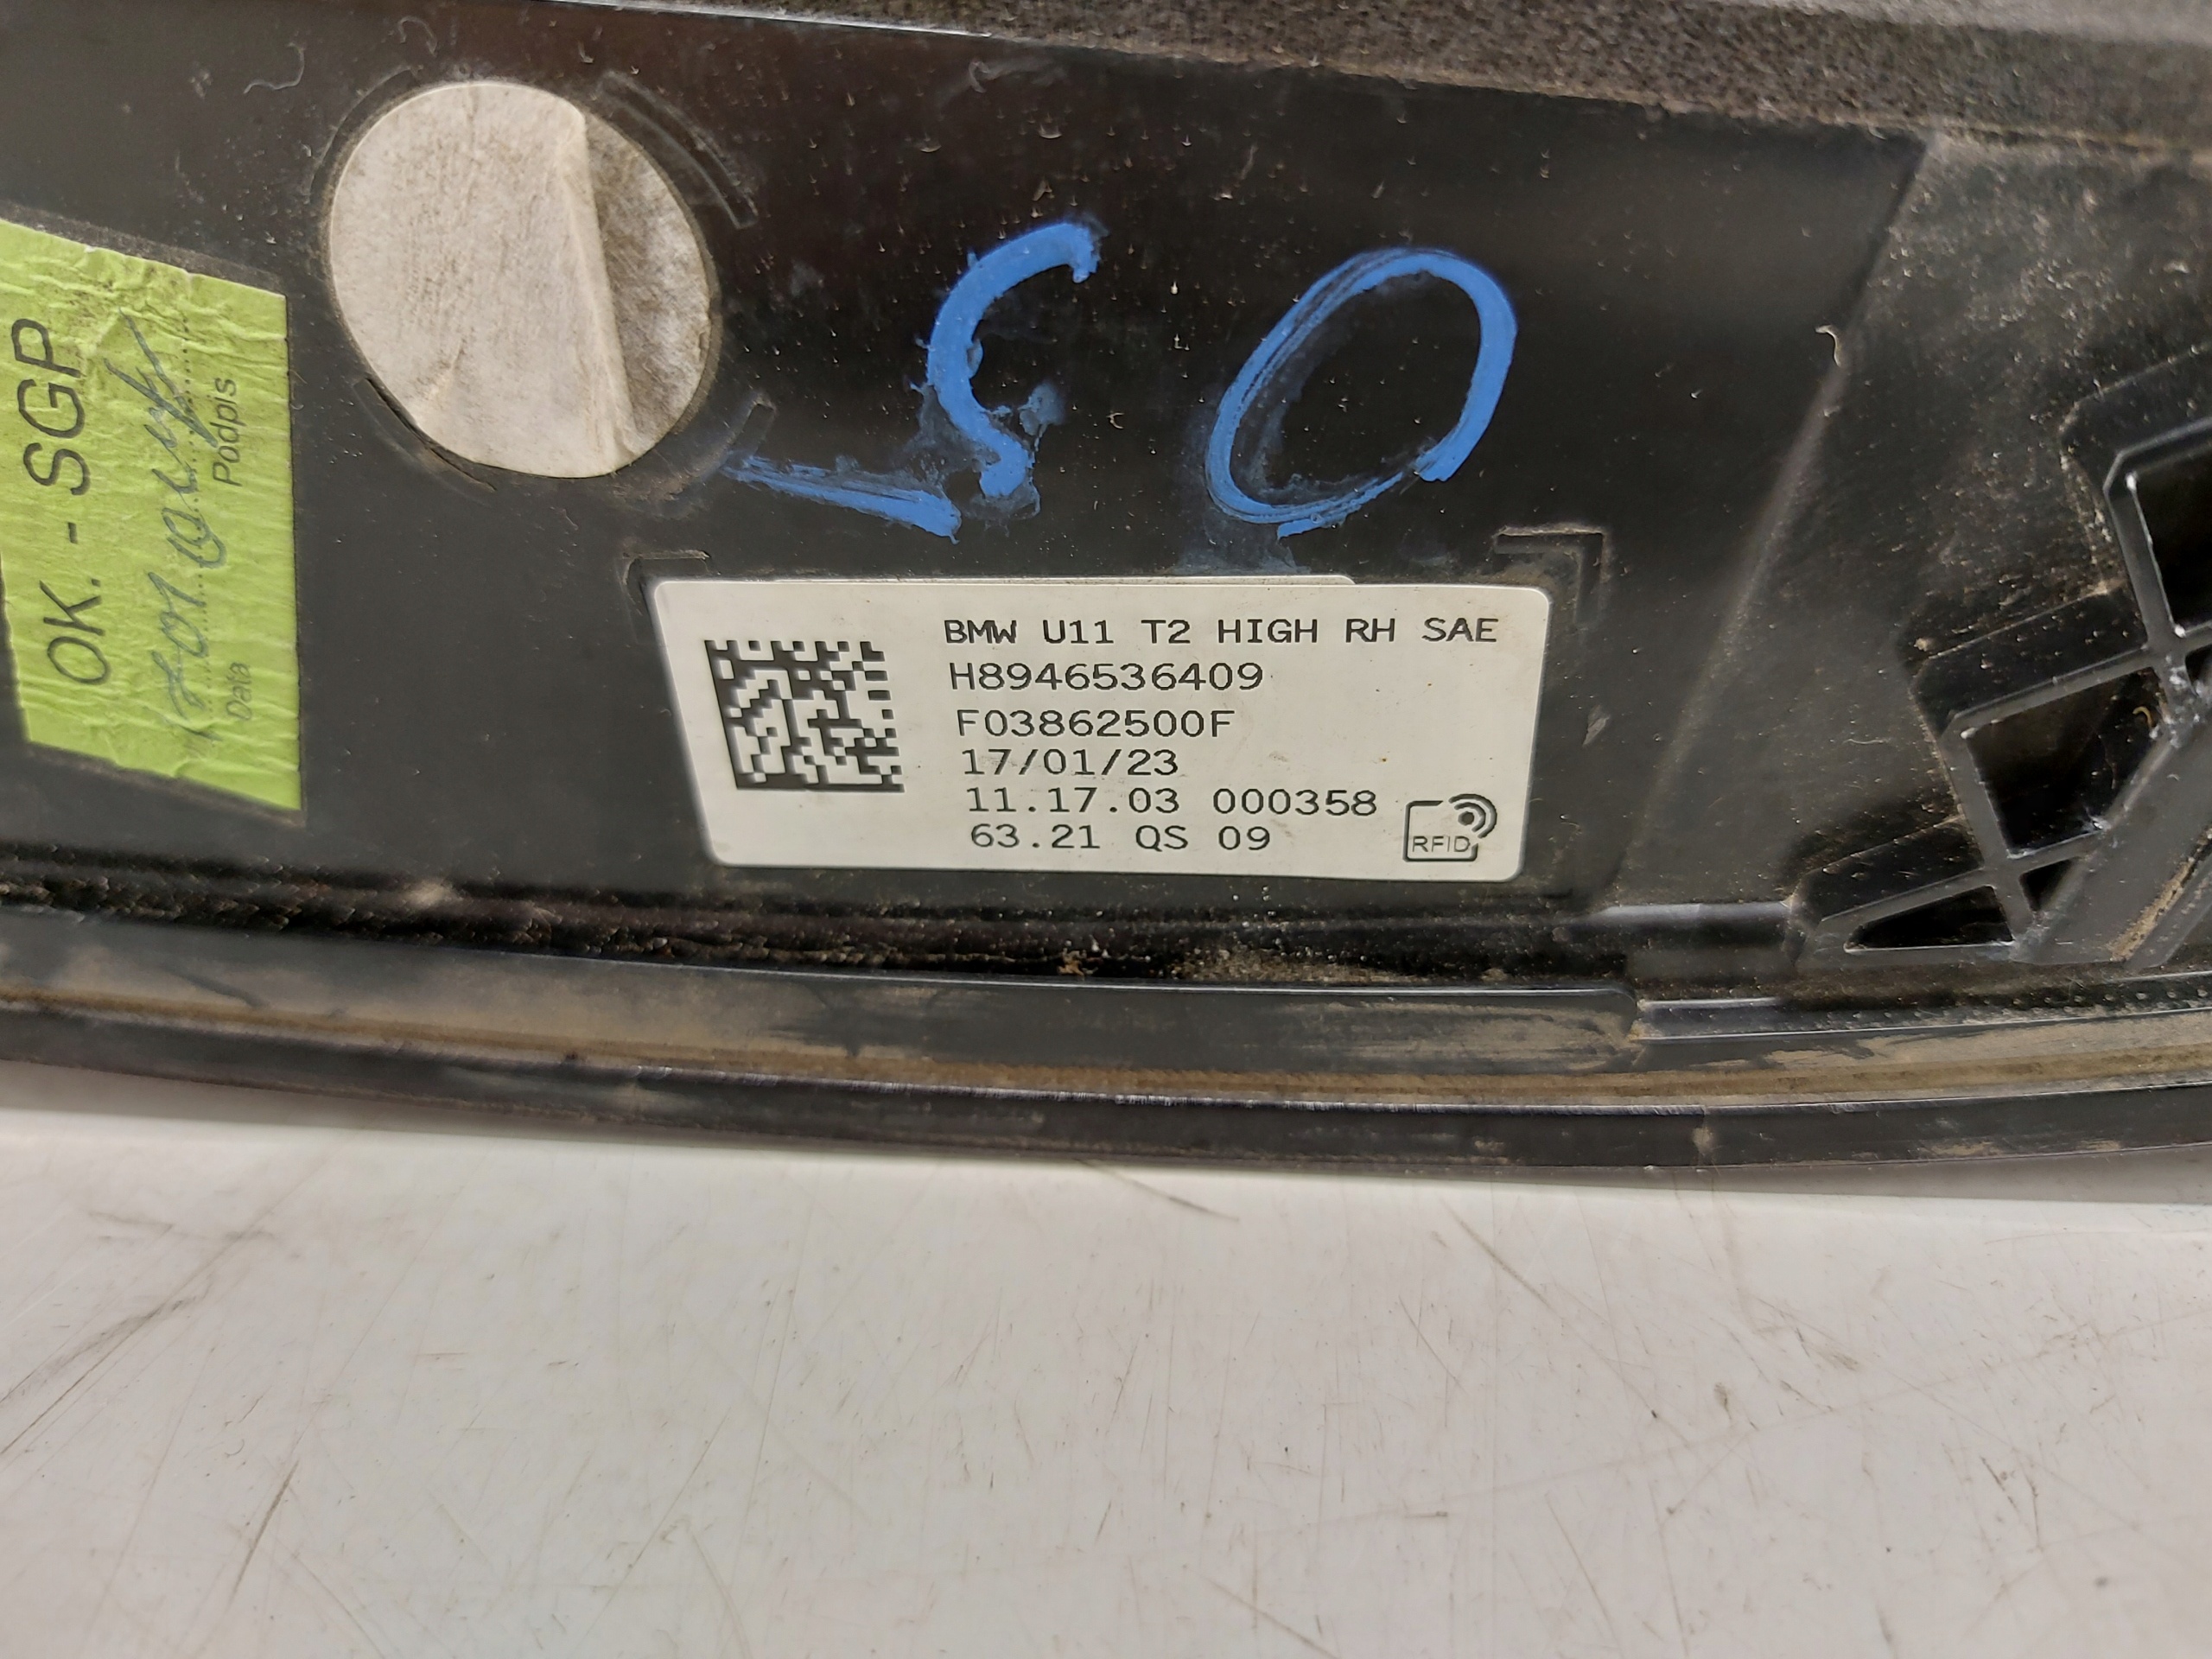 OK. - SGP
Data
Podpis
BMW U11 T2 HIGH RH SAE
H8946536409
F03862500F
17/01/23
11.17.03 000358
63.21 QS 09
RFID